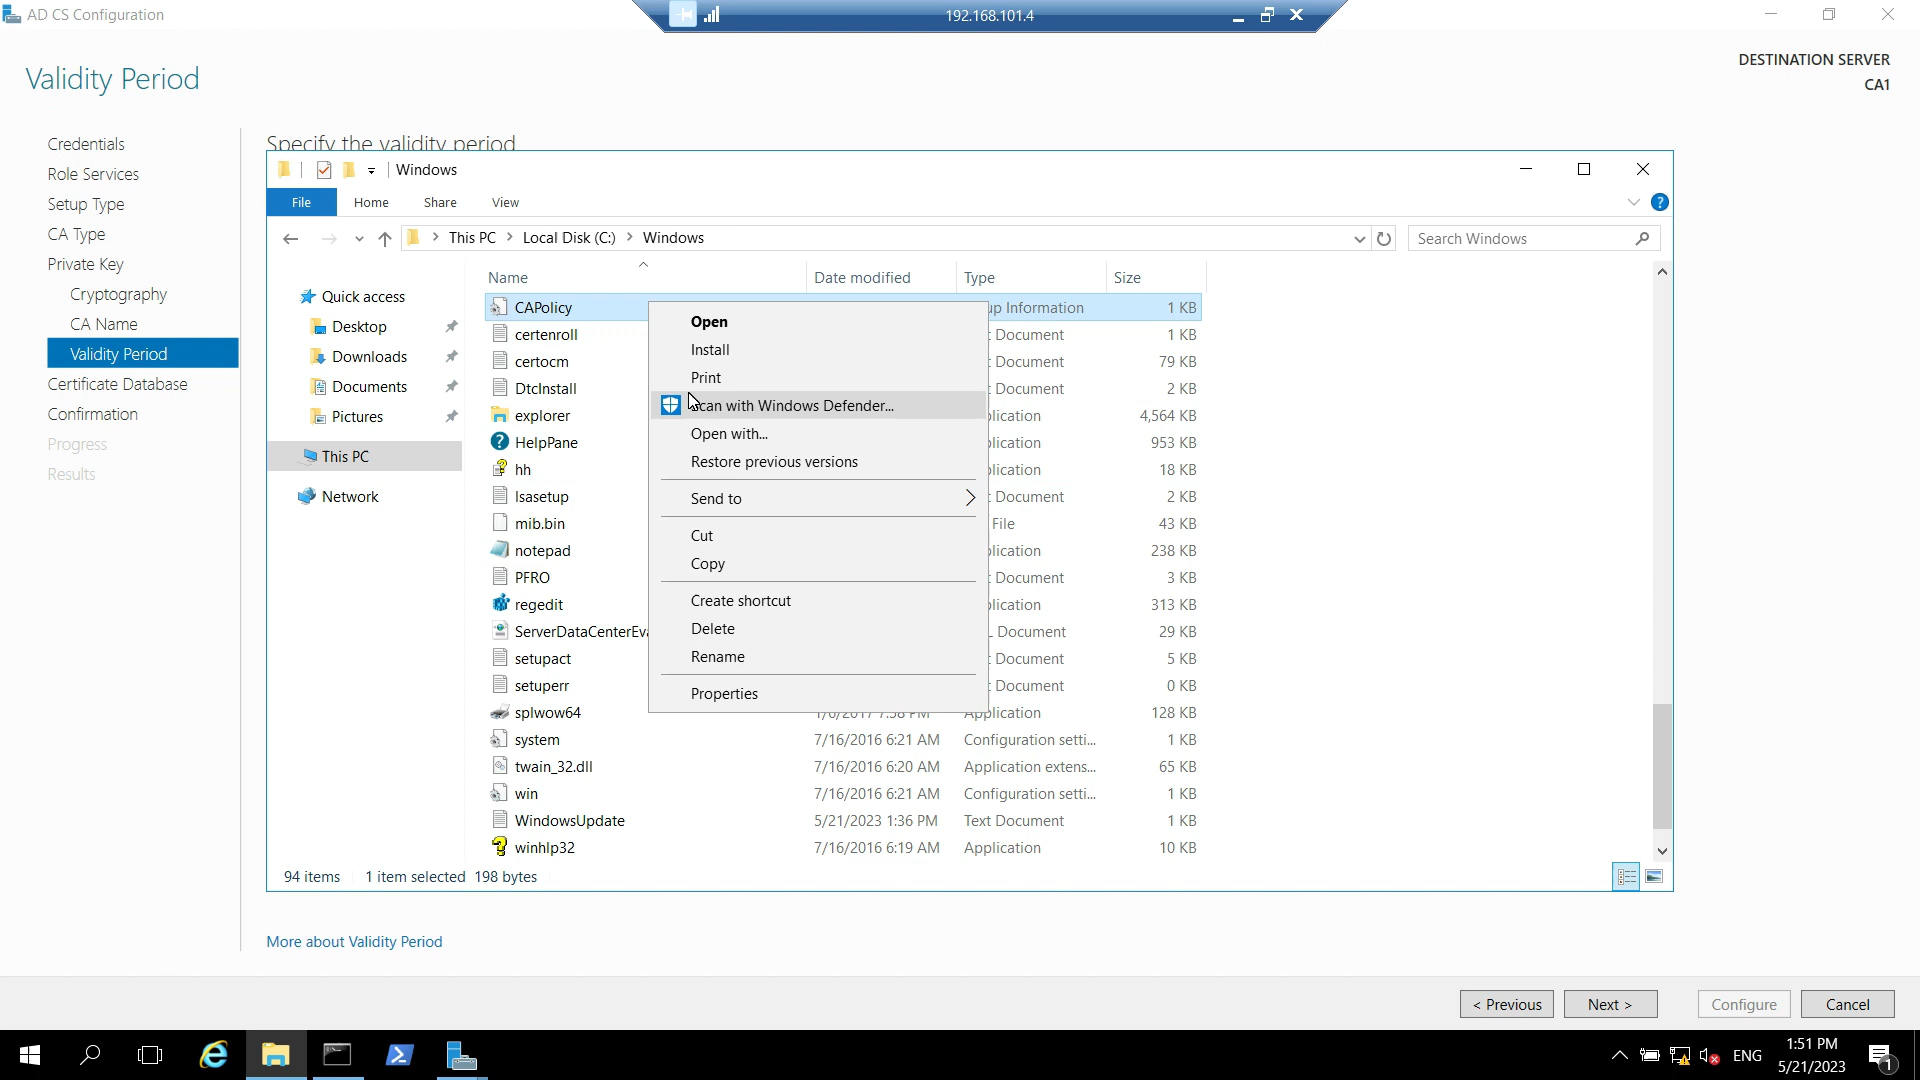 AD CS Configuration
192.168.101.4
Validity Period
DESTINATION SERVER
CA1
Credentials
Role Services
Setup Type
CA Type
Private Key
Cryptography
CA Name
Validity Period
Certificate Database
Confirmation
Progress
Results
Specify the validity period
Windows
File Home Share View
This PC > Local Disk (C:) > Windows
Search Windows
Quick access
Desktop
Downloads
Documents
Pictures
This PC
Network
Name Date modified Type Size
CAPolicy up Information 1 KB
certenroll Document 1 KB
certocm Document 79 KB
DtcInstall Document 2 KB
explorer plication 4,564 KB
HelpPane plication 953 KB
hh plication 18 KB
lsasetup Document 2 KB
mib.bin File 43 KB
notepad plication 238 KB
PFRO Document 3 KB
regedit plication 313 KB
ServerDataCenterEv Document 29 KB
setupact Document 5 KB
setuperr Document 0 KB
splwow64 Application 128 KB
system 7/16/2016 6:21 AM Configuration setti... 1 KB
twain_32.dll 7/16/2016 6:20 AM Application extens... 65 KB
win 7/16/2016 6:21 AM Configuration setti... 1 KB
WindowsUpdate 5/21/2023 1:36 PM Text Document 1 KB
winhlp32 7/16/2016 6:19 AM Application 10 KB
Open
Install
Print
Scan with Windows Defender...
Open with...
Restore previous versions
Send to
Cut
Copy
Create shortcut
Delete
Rename
Properties
94 items 1 item selected 198 bytes
More about Validity Period
< Previous Next > Configure Cancel
ENG
1:51 PM
5/21/2023
1